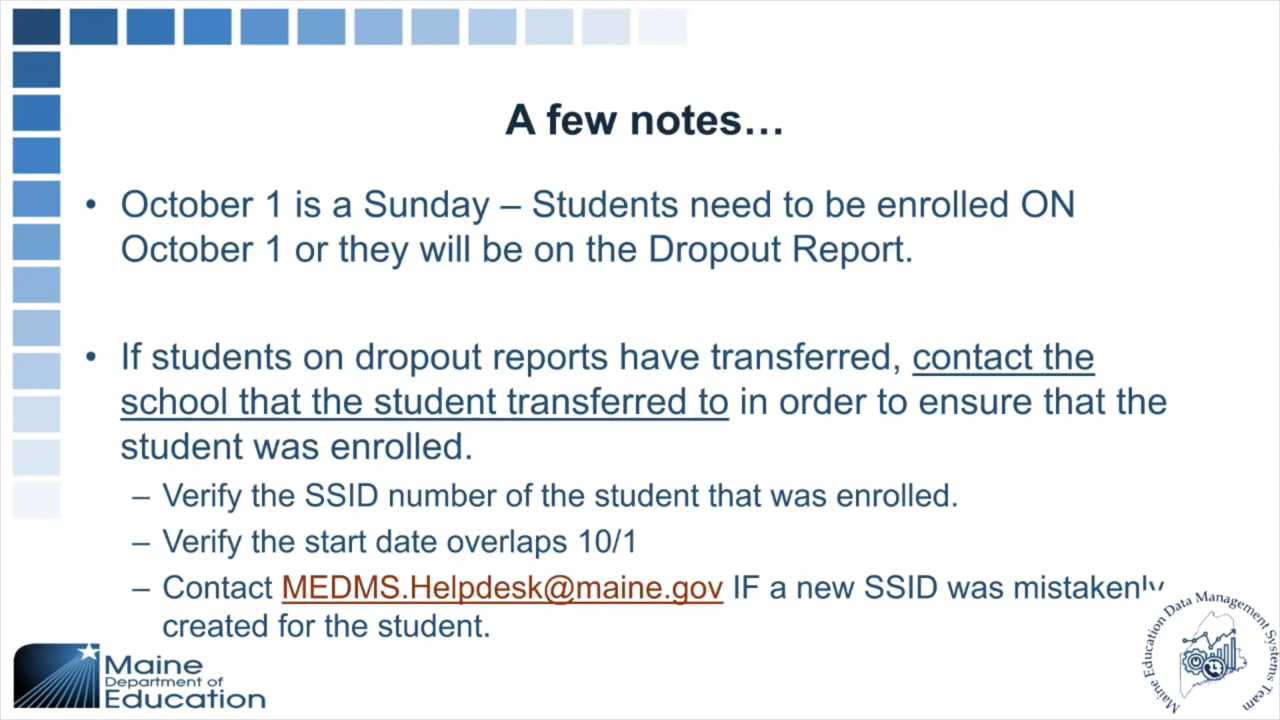 A few notes…
• October 1 is a Sunday – Students need to be enrolled ON
October 1 or they will be on the Dropout Report.
• If students on dropout reports have transferred, contact the
school that the student transferred to in order to ensure that the
student was enrolled.
– Verify the SSID number of the student that was enrolled.
– Verify the start date overlaps 10/1
– Contact MEDMS.Helpdesk@maine.gov IF a new SSID was mistakenly
created for the student.
Maine
Department of
Education
Maine Education Data Management Systems Team